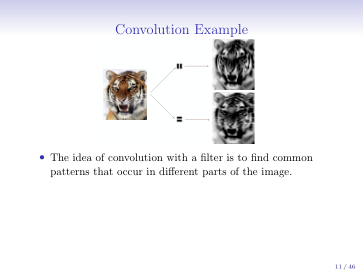 Convolution Example
• The idea of convolution with a filter is to find common
patterns that occur in different parts of the image.
11 / 46